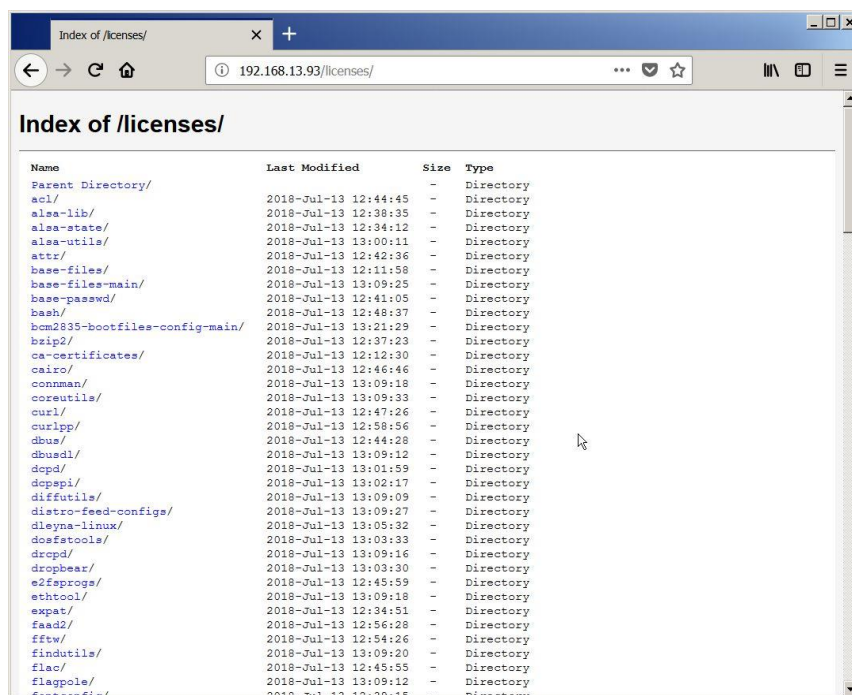 Index of /licenses/
192.168.13.93/licenses/
Index of /licenses/
Name Last Modified Size Type
Parent Directory/ - Directory
acl/ 2018-Jul-13 12:44:45 - Directory
alsa-lib/ 2018-Jul-13 12:38:35 - Directory
alsa-state/ 2018-Jul-13 12:34:12 - Directory
alsa-utils/ 2018-Jul-13 13:00:11 - Directory
attr/ 2018-Jul-13 12:42:36 - Directory
base-files/ 2018-Jul-13 12:11:58 - Directory
base-files-main/ 2018-Jul-13 13:09:25 - Directory
base-passwd/ 2018-Jul-13 12:41:05 - Directory
bash/ 2018-Jul-13 12:48:37 - Directory
bcm2835-bootfiles-config-main/ 2018-Jul-13 13:21:29 - Directory
bzip2/ 2018-Jul-13 12:37:23 - Directory
ca-certificates/ 2018-Jul-13 12:12:30 - Directory
cairo/ 2018-Jul-13 12:46:46 - Directory
connman/ 2018-Jul-13 13:09:18 - Directory
coreutils/ 2018-Jul-13 13:09:33 - Directory
curl/ 2018-Jul-13 12:47:26 - Directory
curlpp/ 2018-Jul-13 12:58:56 - Directory
dbus/ 2018-Jul-13 12:44:28 - Directory
dbusdl/ 2018-Jul-13 13:09:12 - Directory
dcpd/ 2018-Jul-13 13:01:59 - Directory
dcpspi/ 2018-Jul-13 13:02:17 - Directory
diffutils/ 2018-Jul-13 13:09:09 - Directory
distro-feed-configs/ 2018-Jul-13 13:09:27 - Directory
dleyna-linux/ 2018-Jul-13 13:05:32 - Directory
dosfstools/ 2018-Jul-13 13:03:33 - Directory
drcpd/ 2018-Jul-13 13:09:16 - Directory
dropbear/ 2018-Jul-13 13:03:30 - Directory
e2fsprogs/ 2018-Jul-13 12:45:59 - Directory
ethtool/ 2018-Jul-13 13:09:18 - Directory
expat/ 2018-Jul-13 12:34:51 - Directory
faad2/ 2018-Jul-13 12:56:28 - Directory
fftw/ 2018-Jul-13 12:54:26 - Directory
findutils/ 2018-Jul-13 13:09:20 - Directory
flac/ 2018-Jul-13 12:45:55 - Directory
flagpole/ 2018-Jul-13 13:09:12 - Directory